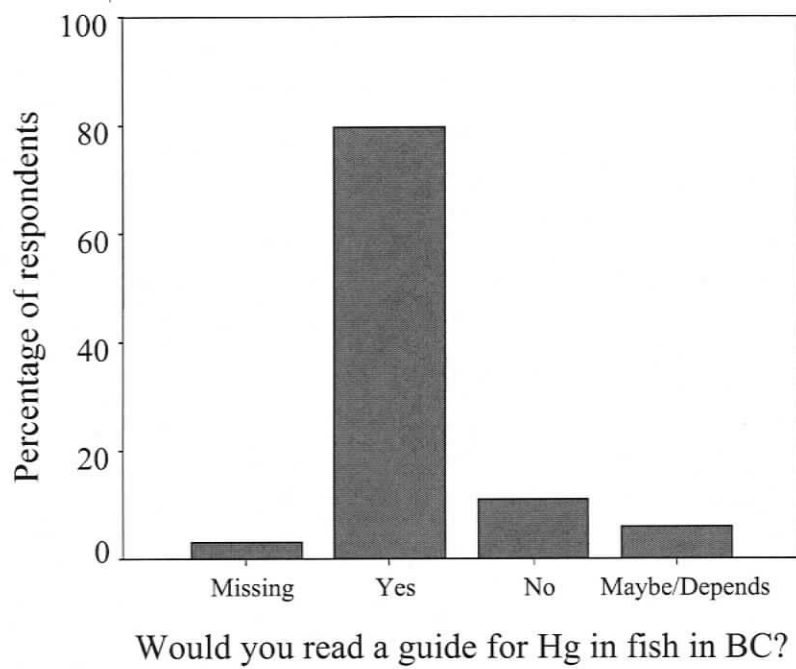 100
80
60
40
20
0
Percentage of respondents
Missing Yes No Maybe/Depends
Would you read a guide for Hg in fish in BC?